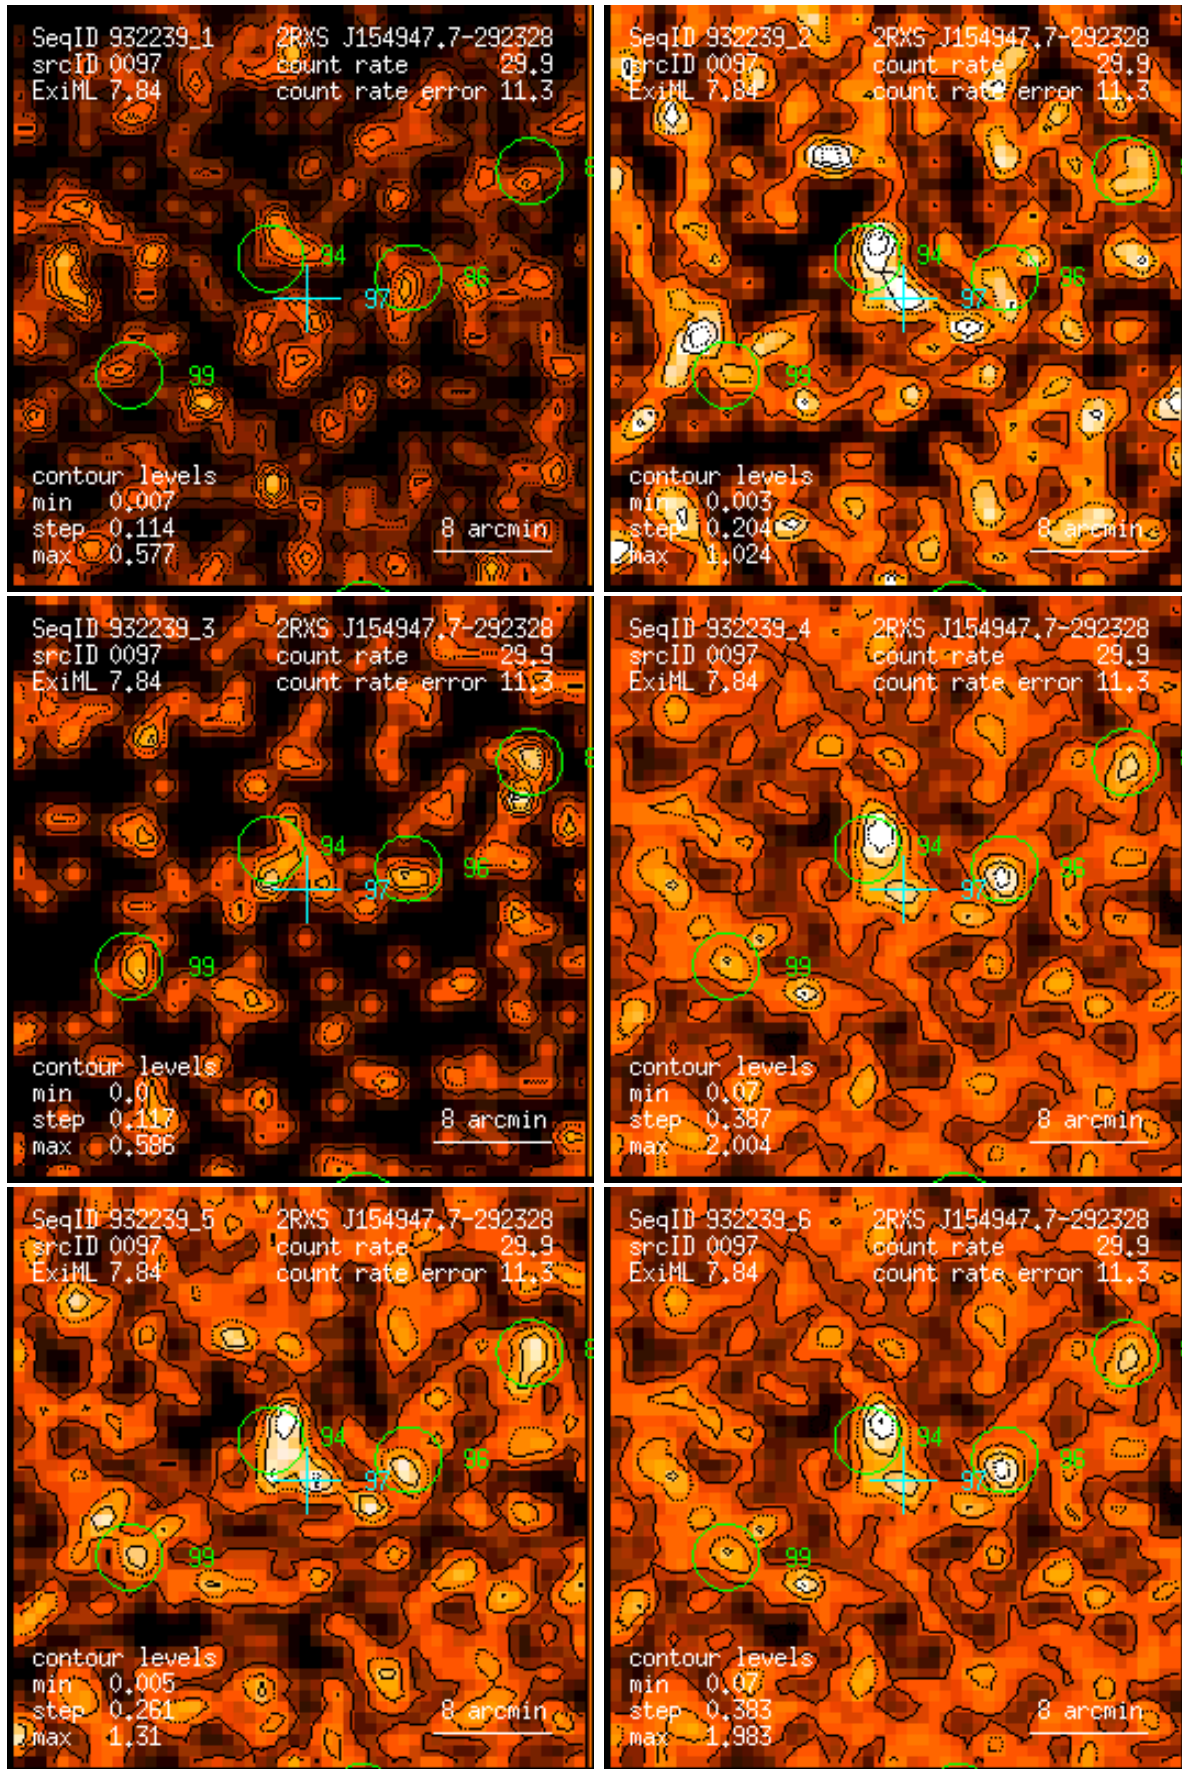 SeqID 932239_1 2RXS J154947.7-292328
srcID 0097 count rate 29.9
ExiML 7.84 count rate error 11.3
94
96
97
99
contour levels
min 0.007
step 0.114 8 arcmin
max 0.577
SeqID 932239_2 2RXS J154947.7-292328
srcID 0097 count rate 29.9
ExiML 7.84 count rate error 11.3
94
96
97
99
contour levels
min 0.003
step 0.204 8 arcmin
max 1.024
SeqID 932239_3 2RXS J154947.7-292328
srcID 0097 count rate 29.9
ExiML 7.84 count rate error 11.3
94
96
97
99
contour levels
min 0.0
step 0.117 8 arcmin
max 0.586
SeqID 932239_4 2RXS J154947.7-292328
srcID 0097 count rate 29.9
ExiML 7.84 count rate error 11.3
94
96
97
99
contour levels
min 0.07
step 0.387 8 arcmin
max 2.004
SeqID 932239_5 2RXS J154947.7-292328
srcID 0097 count rate 29.9
ExiML 7.84 count rate error 11.3
94
96
97
99
contour levels
min 0.005
step 0.261 8 arcmin
max 1.31
SeqID 932239_6 2RXS J154947.7-292328
srcID 0097 count rate 29.9
ExiML 7.84 count rate error 11.3
94
96
97
99
contour levels
min 0.07
step 0.383 8 arcmin
max 1.983